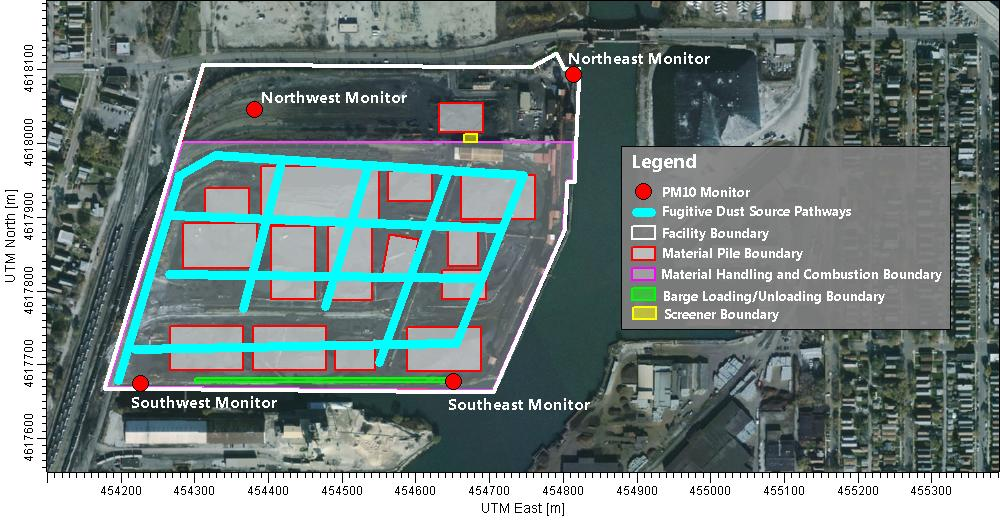 4618100
4618000
4617900
4617800
4617700
4617600
UTM North [m]
Northeast Monitor
Northwest Monitor
Legend
PM10 Monitor
Fugitive Dust Source Pathways
Facility Boundary
Material Pile Boundary
Material Handling and Combustion Boundary
Barge Loading/Unloading Boundary
Screener Boundary
Southwest Monitor
Southeast Monitor
454200 454300 454400 454500 454600 454700 454800 454900 455000 455100 455200 455300
UTM East [m]